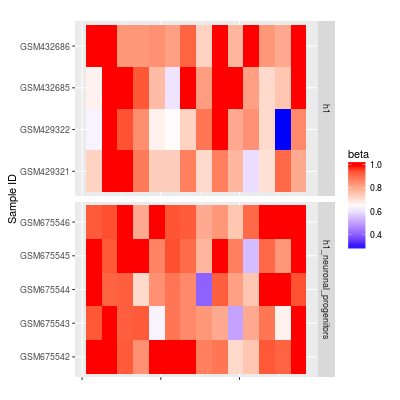 GSM432686
GSM432685
GSM429322
GSM429321
h1
GSM675546
GSM675545
GSM675544
GSM675543
GSM675542
h1_neuronal_progenitors
Sample ID
beta
1.0
0.8
0.6
0.4